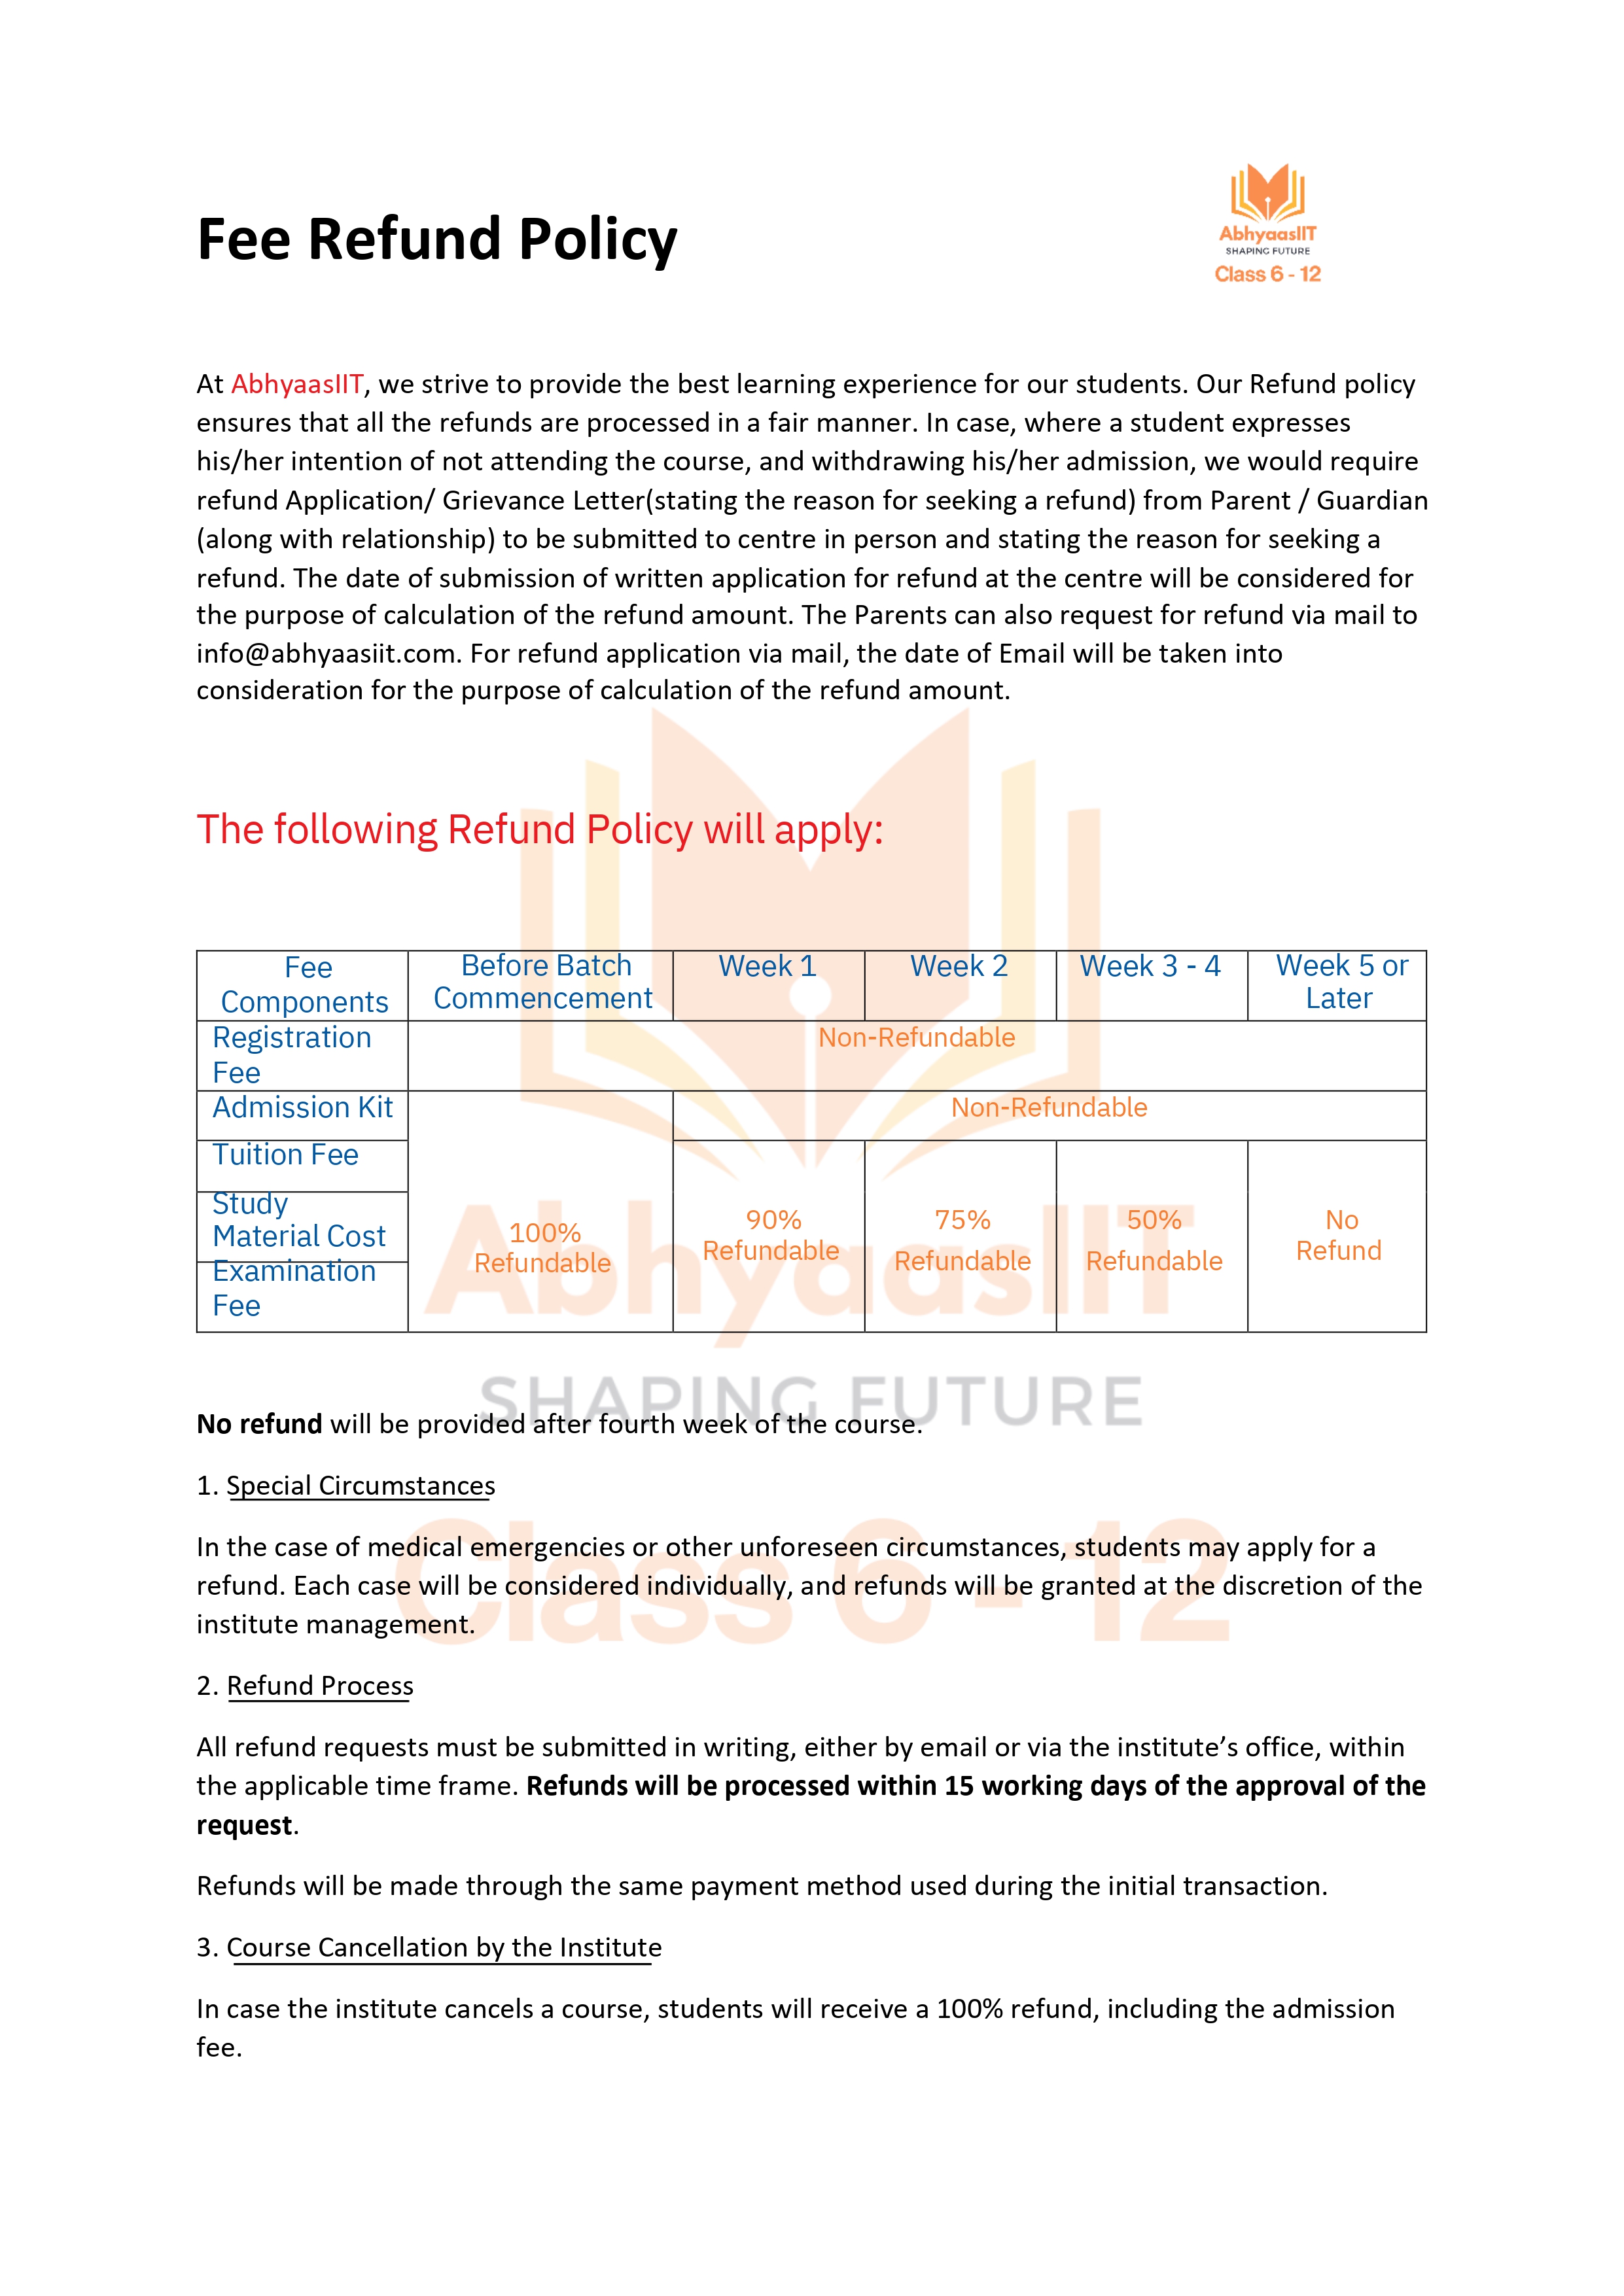 Fee Refund Policy
AbhyaasIIT
SHAPING FUTURE
Class 6 - 12
At AbhyaasIIT, we strive to provide the best learning experience for our students. Our Refund policy
ensures that all the refunds are processed in a fair manner. In case, where a student expresses
his/her intention of not attending the course, and withdrawing his/her admission, we would require
refund Application/ Grievance Letter(stating the reason for seeking a refund) from Parent / Guardian
(along with relationship) to be submitted to centre in person and stating the reason for seeking a
refund. The date of submission of written application for refund at the centre will be considered for
the purpose of calculation of the refund amount. The Parents can also request for refund via mail to
info@abhyaasiit.com. For refund application via mail, the date of Email will be taken into
consideration for the purpose of calculation of the refund amount.
The following Refund Policy will apply:
Fee Components
Before Batch Commencement
Week 1
Week 2
Week 3 - 4
Week 5 or Later
Registration Fee
Non-Refundable
Admission Kit
Non-Refundable
Tuition Fee
Study Material Cost
Examination Fee
100% Refundable
90% Refundable
75% Refundable
50% Refundable
No Refund
AbhyaasIIT
SHAPING FUTURE
Class 6 - 12
No refund will be provided after fourth week of the course.
1. Special Circumstances
In the case of medical emergencies or other unforeseen circumstances, students may apply for a
refund. Each case will be considered individually, and refunds will be granted at the discretion of the
institute management.
2. Refund Process
All refund requests must be submitted in writing, either by email or via the institute’s office, within
the applicable time frame. Refunds will be processed within 15 working days of the approval of the
request.
Refunds will be made through the same payment method used during the initial transaction.
3. Course Cancellation by the Institute
In case the institute cancels a course, students will receive a 100% refund, including the admission
fee.